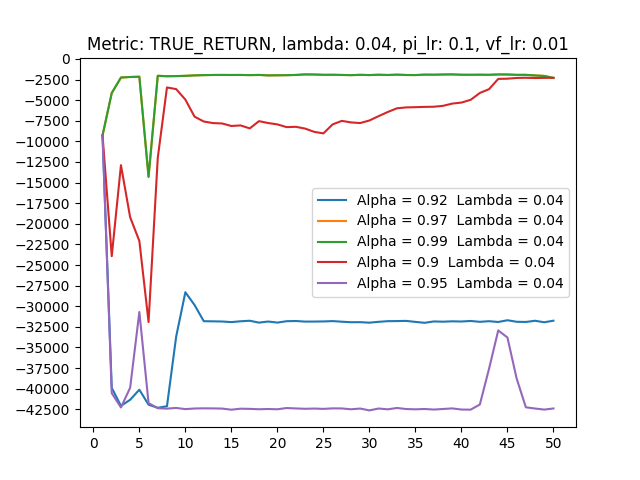 Metric: TRUE_RETURN, lambda: 0.04, pi_lr: 0.1, vf_lr: 0.01
0
−2500
−5000
−7500
−10000
−12500
−15000
−17500
−20000
−22500
−25000
−27500
−30000
−32500
−35000
−37500
−40000
−42500
Alpha = 0.92  Lambda = 0.04
Alpha = 0.97  Lambda = 0.04
Alpha = 0.99  Lambda = 0.04
Alpha = 0.9  Lambda = 0.04
Alpha = 0.95  Lambda = 0.04
0 5 10 15 20 25 30 35 40 45 50